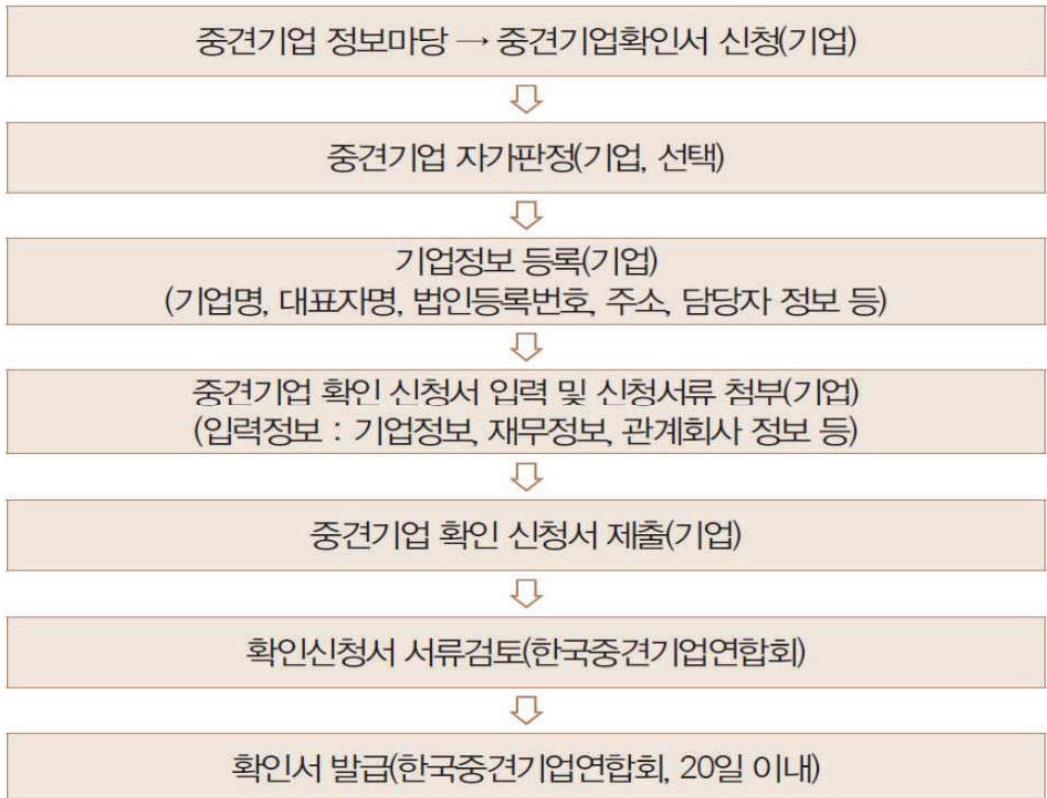 중견기업 정보마당 → 중견기업확인서 신청(기업)
중견기업 자가판정(기업, 선택)
기업정보 등록(기업)
(기업명, 대표자명, 법인등록번호, 주소, 담당자 정보 등)
중견기업 확인 신청서 입력 및 신청서류 첨부(기업)
(입력정보 : 기업정보, 재무정보, 관계회사 정보 등)
중견기업 확인 신청서 제출(기업)
확인신청서 서류검토(한국중견기업연합회)
확인서 발급(한국중견기업연합회, 20일 이내)